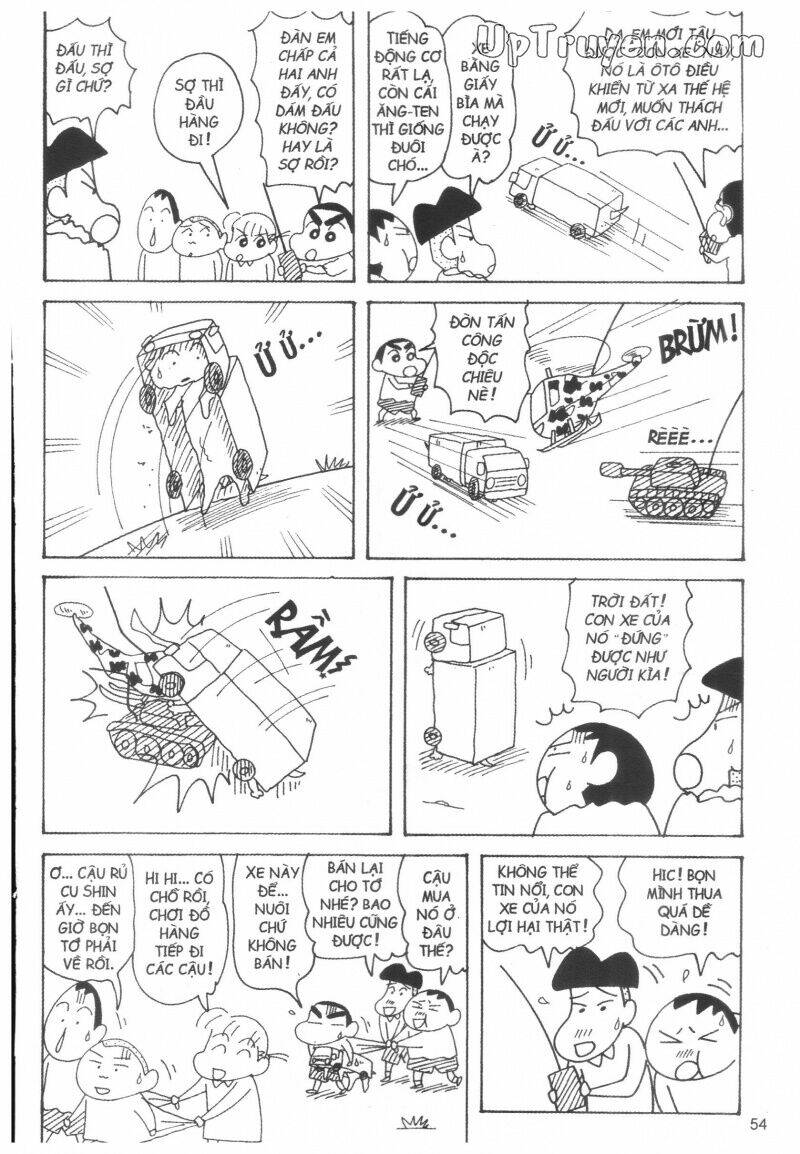 UpTruyen.com
DẠ EM MỚI TẬU
CON XE
NÓ LÀ ÔTÔ ĐIỀU
KHIỂN TỪ XA THẾ HỆ
MỚI, MUỐN THÁCH
ĐẤU VỚI CÁC ANH...
Ử Ử...
XE
BẰNG
GIẤY
BÌA MÀ
CHẠY
ĐƯỢC
À?
TIẾNG
ĐỘNG CƠ
RẤT LẠ,
CÒN CÁI
ĂNG-TEN
THÌ GIỐNG
ĐUÔI
CHÓ...
ĐÀN EM
CHẤP CẢ
HAI ANH
ĐẤY, CÓ
DÁM ĐẤU
KHÔNG?
HAY LÀ
SỢ RỒI?
SỢ THÌ
ĐẦU
HÀNG
ĐI!
ĐẤU THÌ
ĐẤU, SỢ
GÌ CHỨ?
BRỪM!
RÈÈÈ...
ĐÒN TẤN
CÔNG
ĐỘC
CHIÊU
NÈ!
Ử Ử...
Ử Ử...
TRỜI ĐẤT!
CON XE CỦA
NÓ "ĐỨNG"
ĐƯỢC NHƯ
NGƯỜI KÌA!
RẦM!
HIC! BỌN
MÌNH THUA
QUÁ DỄ
DÀNG!
KHÔNG THỂ
TIN NỔI, CON
XE CỦA NÓ
LỢI HẠI THẬT!
CẬU
MUA
NÓ Ở
ĐÂU
THẾ?
BÁN LẠI
CHO TỚ
NHÉ? BAO
NHIÊU CŨNG
ĐƯỢC!
XE NÀY
ĐỂ...
NUÔI
CHỨ
KHÔNG
BÁN!
HI HI... CÓ
CHỖ RỒI,
CHƠI ĐỒ
HÀNG
TIẾP ĐI
CÁC CẬU!
Ơ... CẬU RỦ
CU SHIN
ẤY... ĐẾN
GIỜ BỌN
TỚ PHẢI
VỀ RỒI.
54